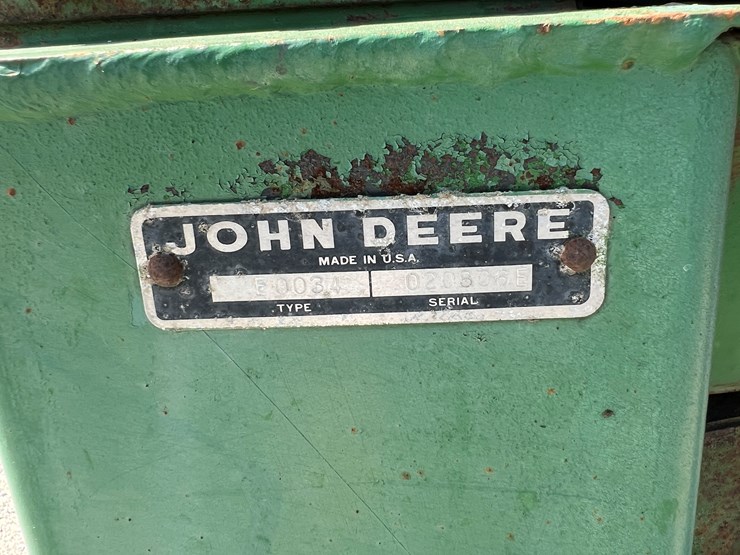 JOHN DEERE
MADE IN U.S.A.
TYPE SERIAL